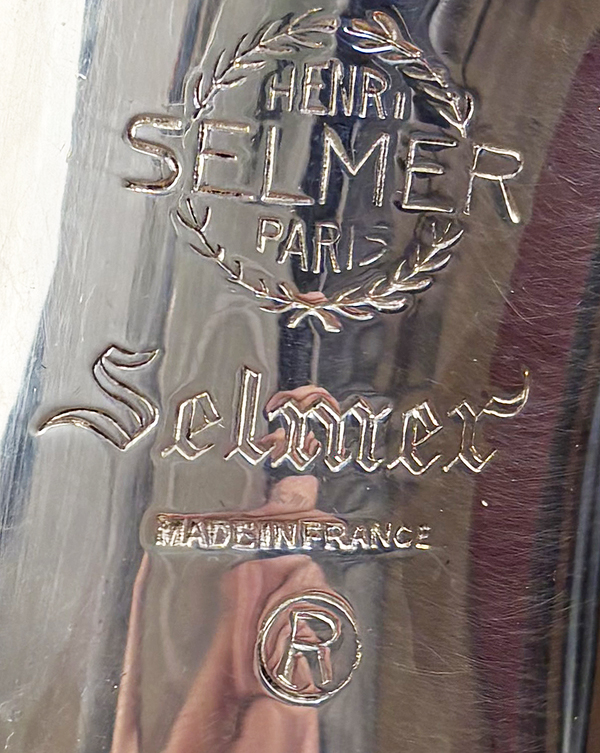 HENRI
SELMER
PARIS
Selmer
MADE IN FRANCE
®